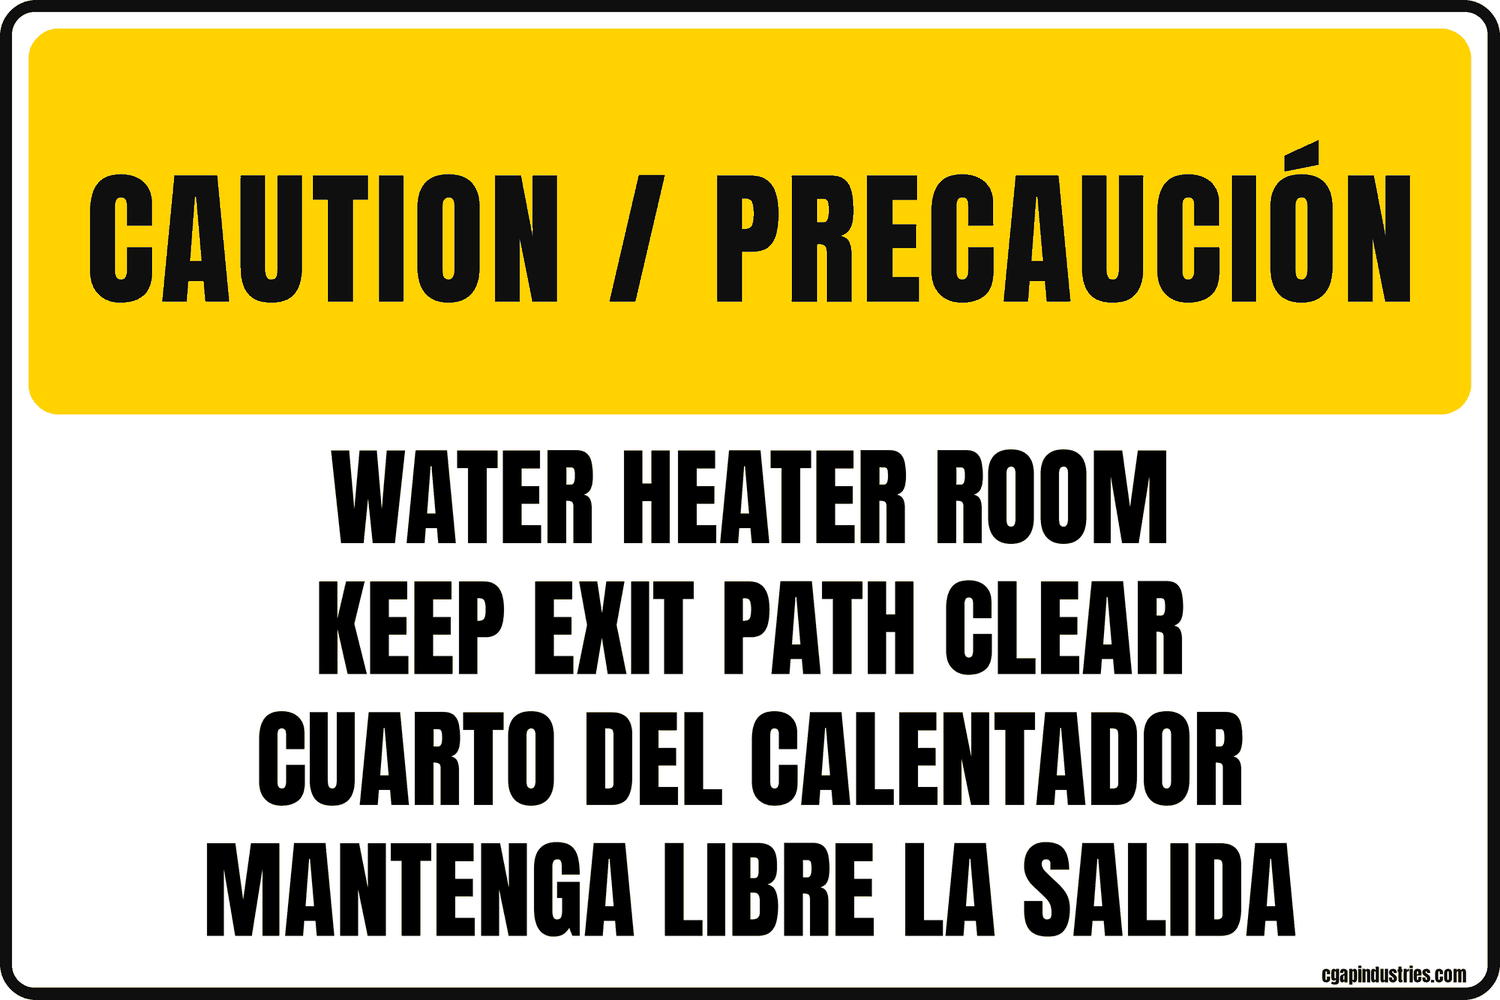 CAUTION / PRECAUCIÓN
WATER HEATER ROOM
KEEP EXIT PATH CLEAR
CUARTO DEL CALENTADOR
MANTENGA LIBRE LA SALIDA
cgapindustries.com